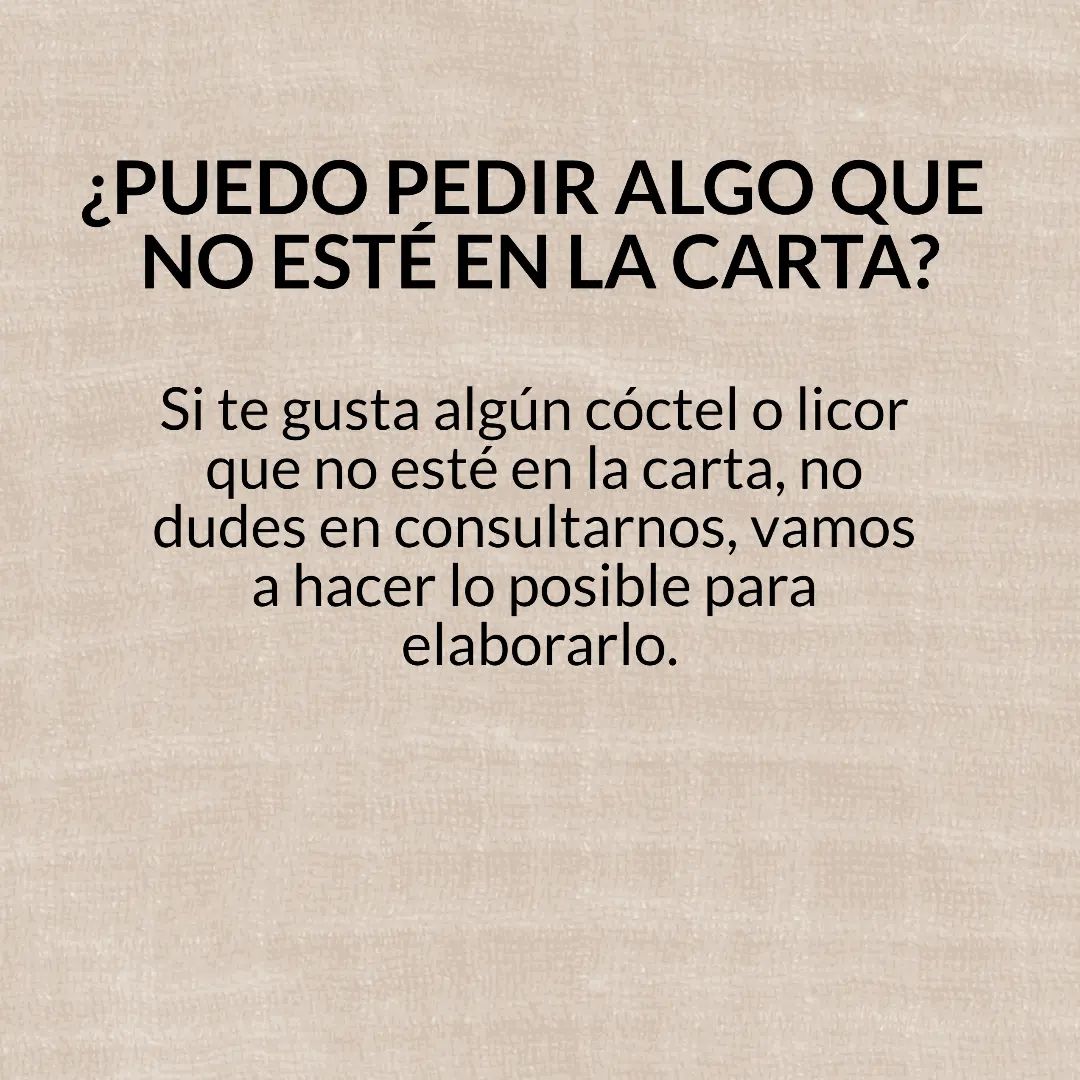 ¿PUEDO PEDIR ALGO QUE
NO ESTÉ EN LA CARTA?
Si te gusta algún cóctel o licor
que no esté en la carta, no
dudes en consultarnos, vamos
a hacer lo posible para
elaborarlo.